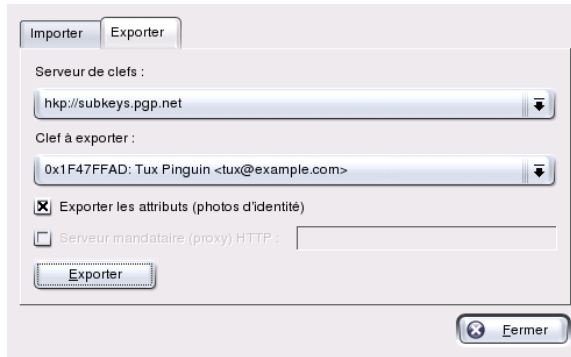 Importer Exporter
Serveur de clefs :
hkp://subkeys.pgp.net
Clef à exporter :
0x1F47FFAD: Tux Pinguin <tux@example.com>
Exporter les attributs (photos d'identité)
Serveur mandataire (proxy) HTTP :
Exporter
Fermer